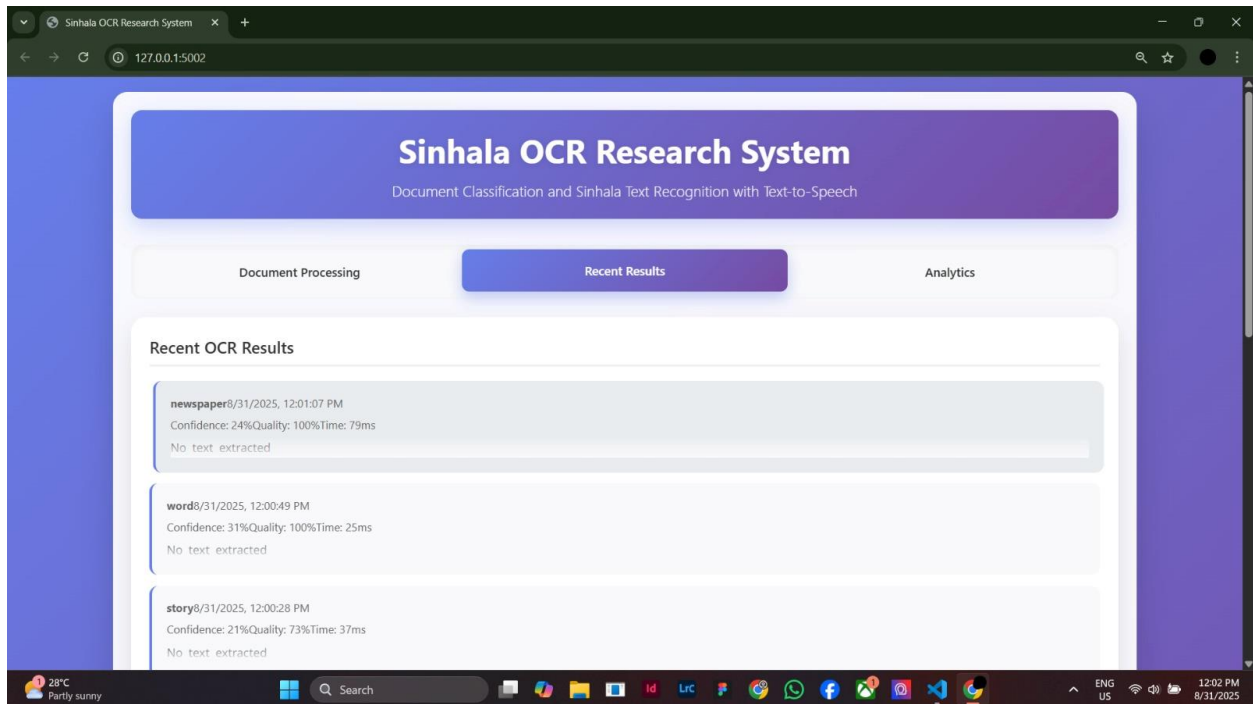 Sinhala OCR Research System
127.0.0.1:5002
Sinhala OCR Research System
Document Classification and Sinhala Text Recognition with Text-to-Speech
Document Processing
Recent Results
Analytics
Recent OCR Results
newspaper8/31/2025, 12:01:07 PM
Confidence: 24%Quality: 100%Time: 79ms
No text extracted
word8/31/2025, 12:00:49 PM
Confidence: 31%Quality: 100%Time: 25ms
No text extracted
story8/31/2025, 12:00:28 PM
Confidence: 21%Quality: 73%Time: 37ms
No text extracted
1
28°C
Partly sunny
Search
Id
LrC
1
ENG
US
12:02 PM
8/31/2025